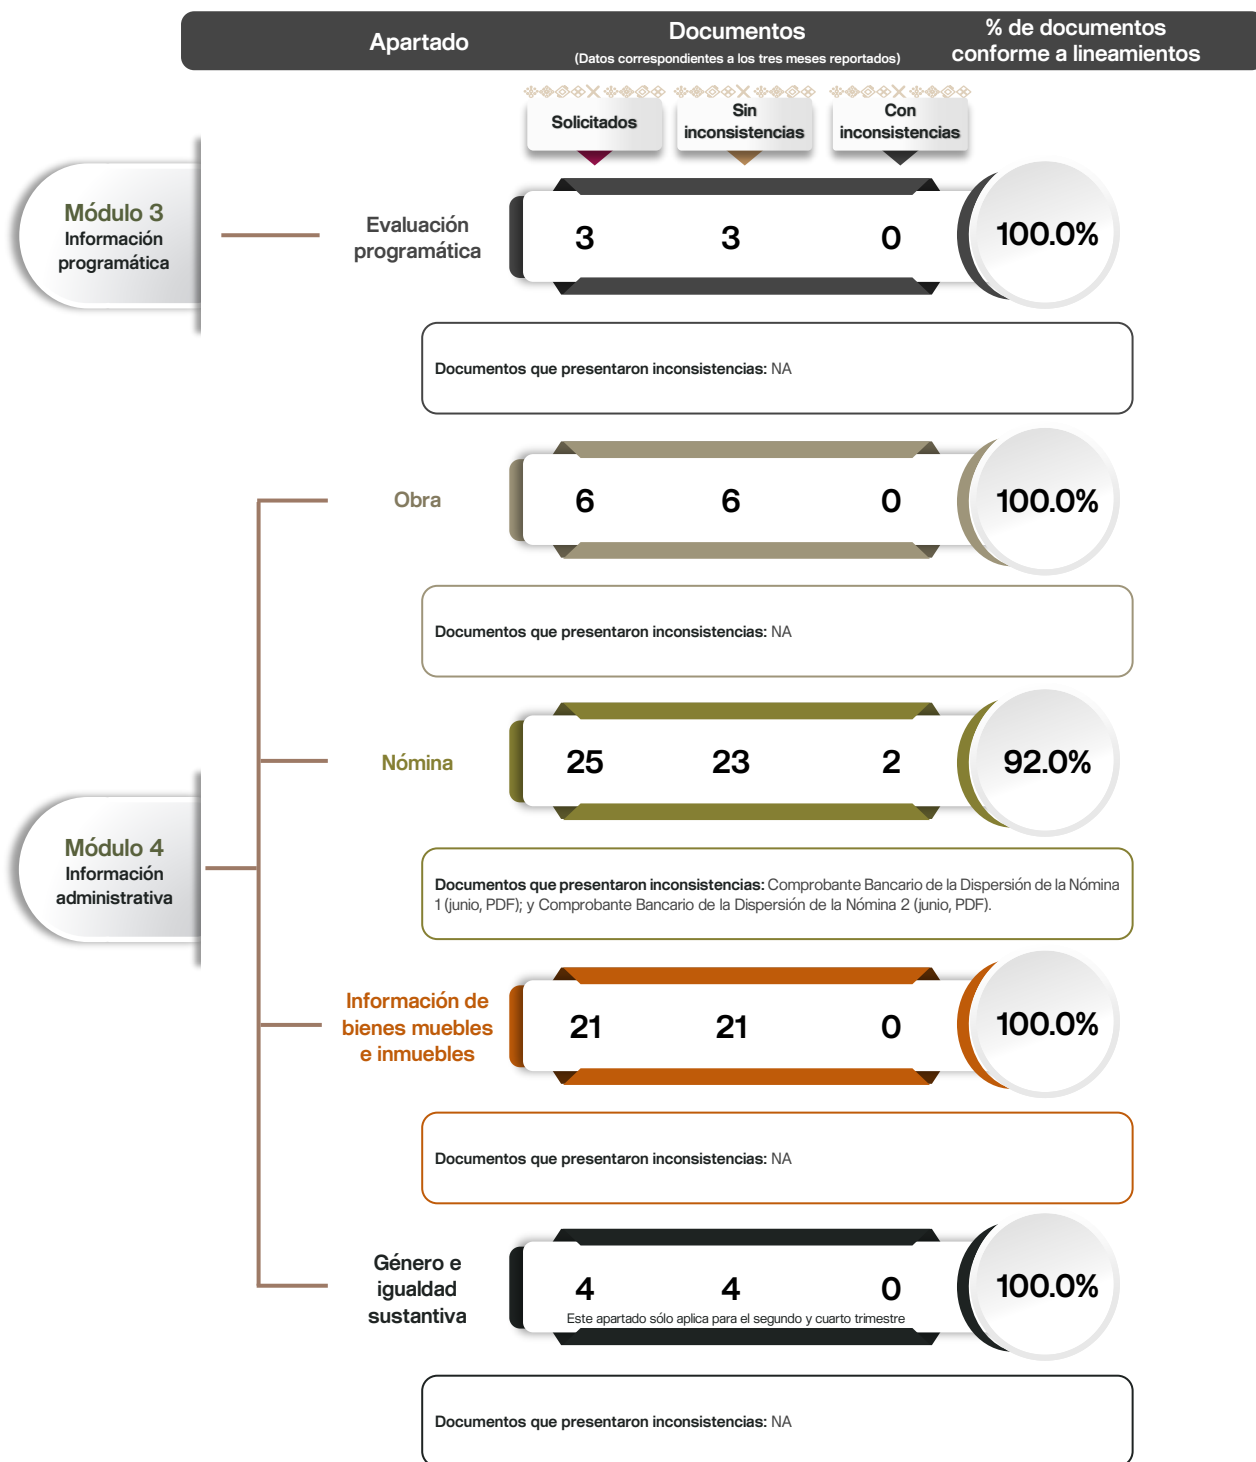 Apartado
Documentos
(Datos correspondientes a los tres meses reportados)
% de documentos
conforme a lineamientos
Solicitados
Sin
inconsistencias
Con
inconsistencias
Módulo 3
Información
programática
Evaluación
programática
3 3 0 100.0%
Documentos que presentaron inconsistencias: NA
Obra
6 6 0 100.0%
Documentos que presentaron inconsistencias: NA
Nómina
25 23 2 92.0%
Módulo 4
Información
administrativa
Documentos que presentaron inconsistencias: Comprobante Bancario de la Dispersión de la Nómina
1 (junio, PDF); y Comprobante Bancario de la Dispersión de la Nómina 2 (junio, PDF).
Información de
bienes muebles
e inmuebles
21 21 0 100.0%
Documentos que presentaron inconsistencias: NA
Género e
igualdad
sustantiva
4 4 0 100.0%
Este apartado sólo aplica para el segundo y cuarto trimestre
Documentos que presentaron inconsistencias: NA